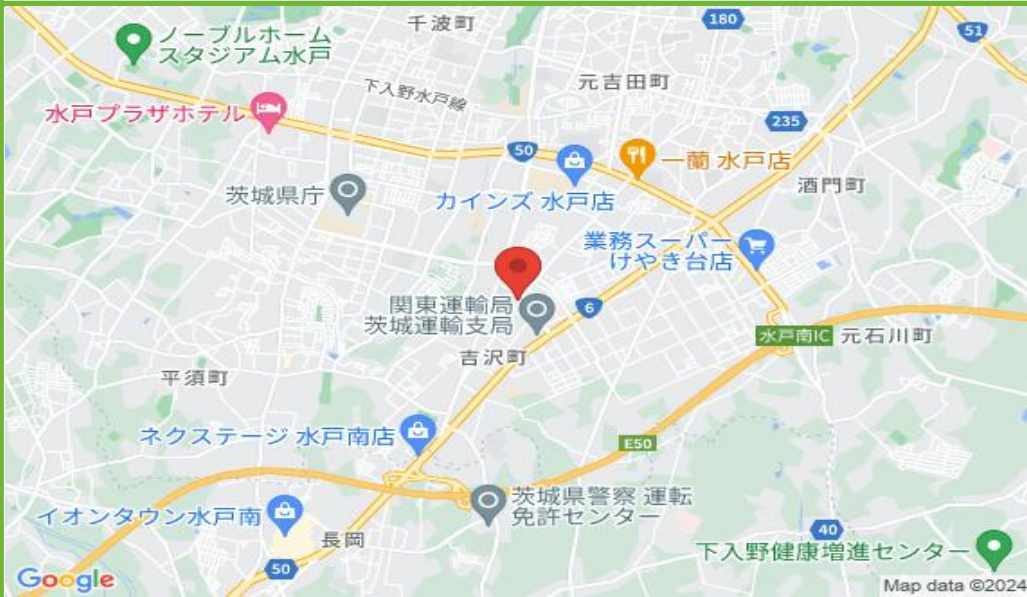 千波町
180
51
ノーブルホーム
スタジアム水戸
下入野水戸線
元吉田町
水戸プラザホテル
235
50
一蘭 水戸店
酒門町
茨城県庁
カインズ 水戸店
業務スーパー
けやき台店
関東運輸局
茨城運輸支局
6
水戸南IC
元石川町
吉沢町
平須町
ネクステージ 水戸南店
E50
茨城県警察 運転
免許センター
イオンタウン水戸南
長岡
40
下入野健康増進センター
50
Google
Map data ©2024